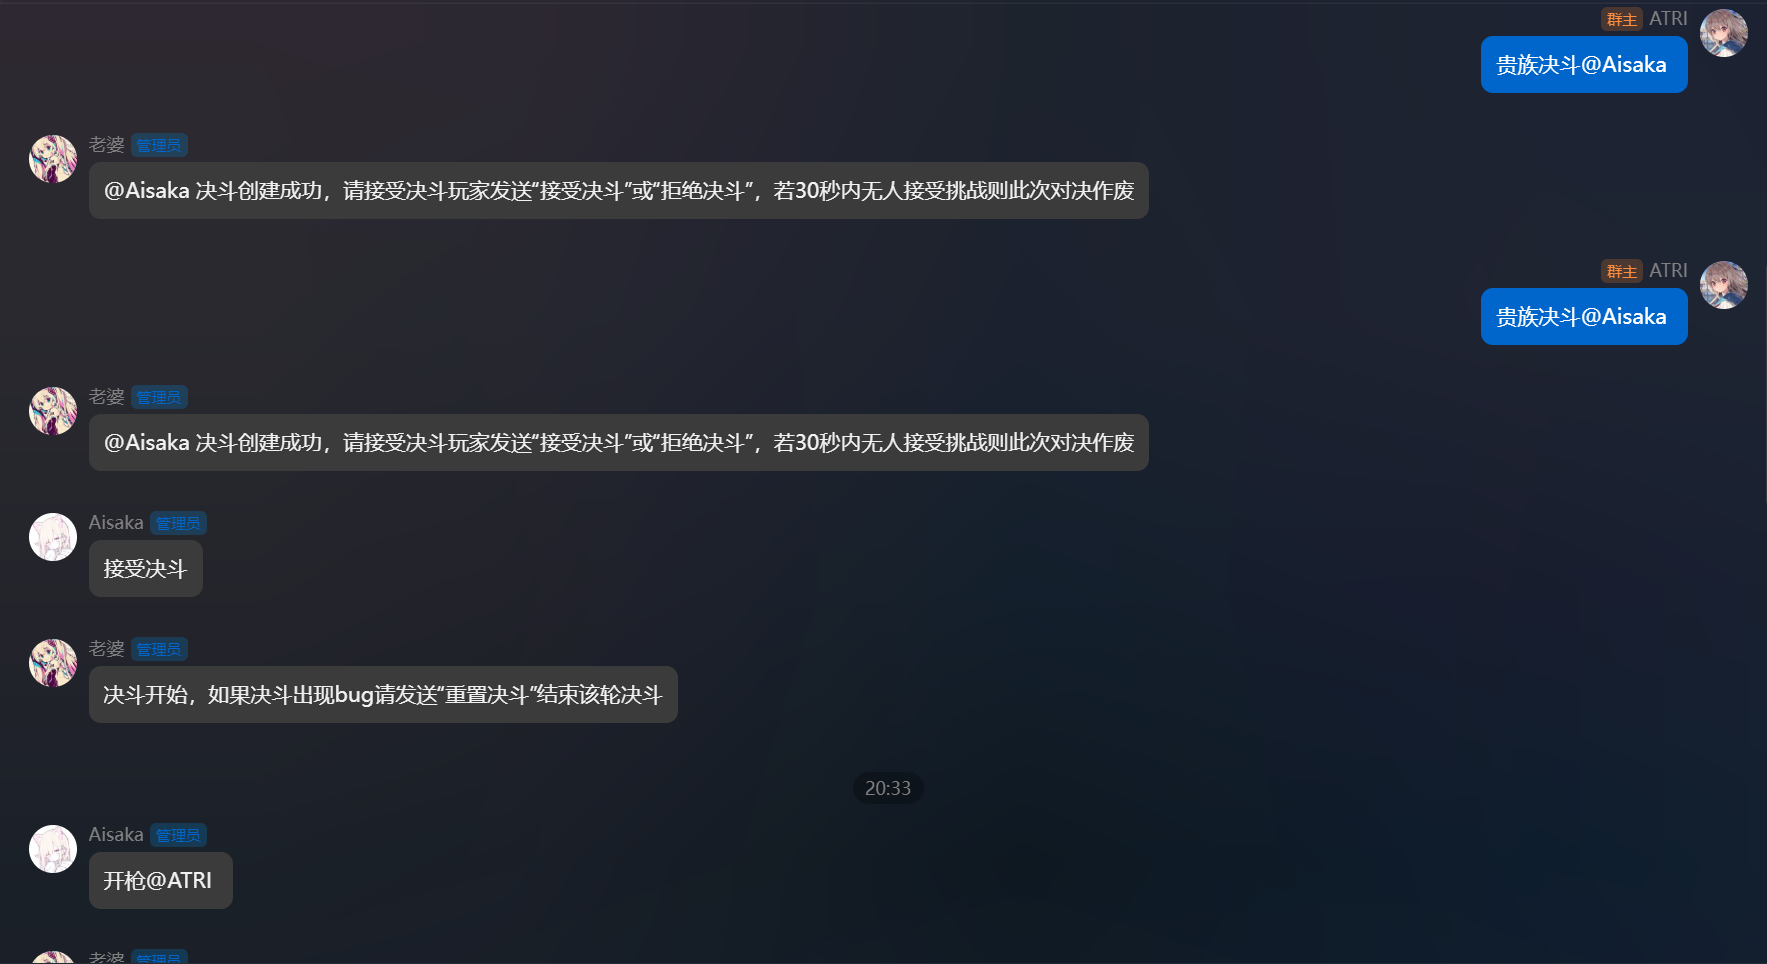 群主 ATRI
贵族决斗@Aisaka
老婆 管理员
@Aisaka 决斗创建成功，请接受决斗玩家发送“接受决斗”或“拒绝决斗”，若30秒内无人接受挑战则此次对决作废
群主 ATRI
贵族决斗@Aisaka
老婆 管理员
@Aisaka 决斗创建成功，请接受决斗玩家发送“接受决斗”或“拒绝决斗”，若30秒内无人接受挑战则此次对决作废
Aisaka 管理员
接受决斗
老婆 管理员
决斗开始，如果决斗出现bug请发送“重置决斗”结束该轮决斗
20:33
Aisaka 管理员
开枪@ATRI
老婆 管理员